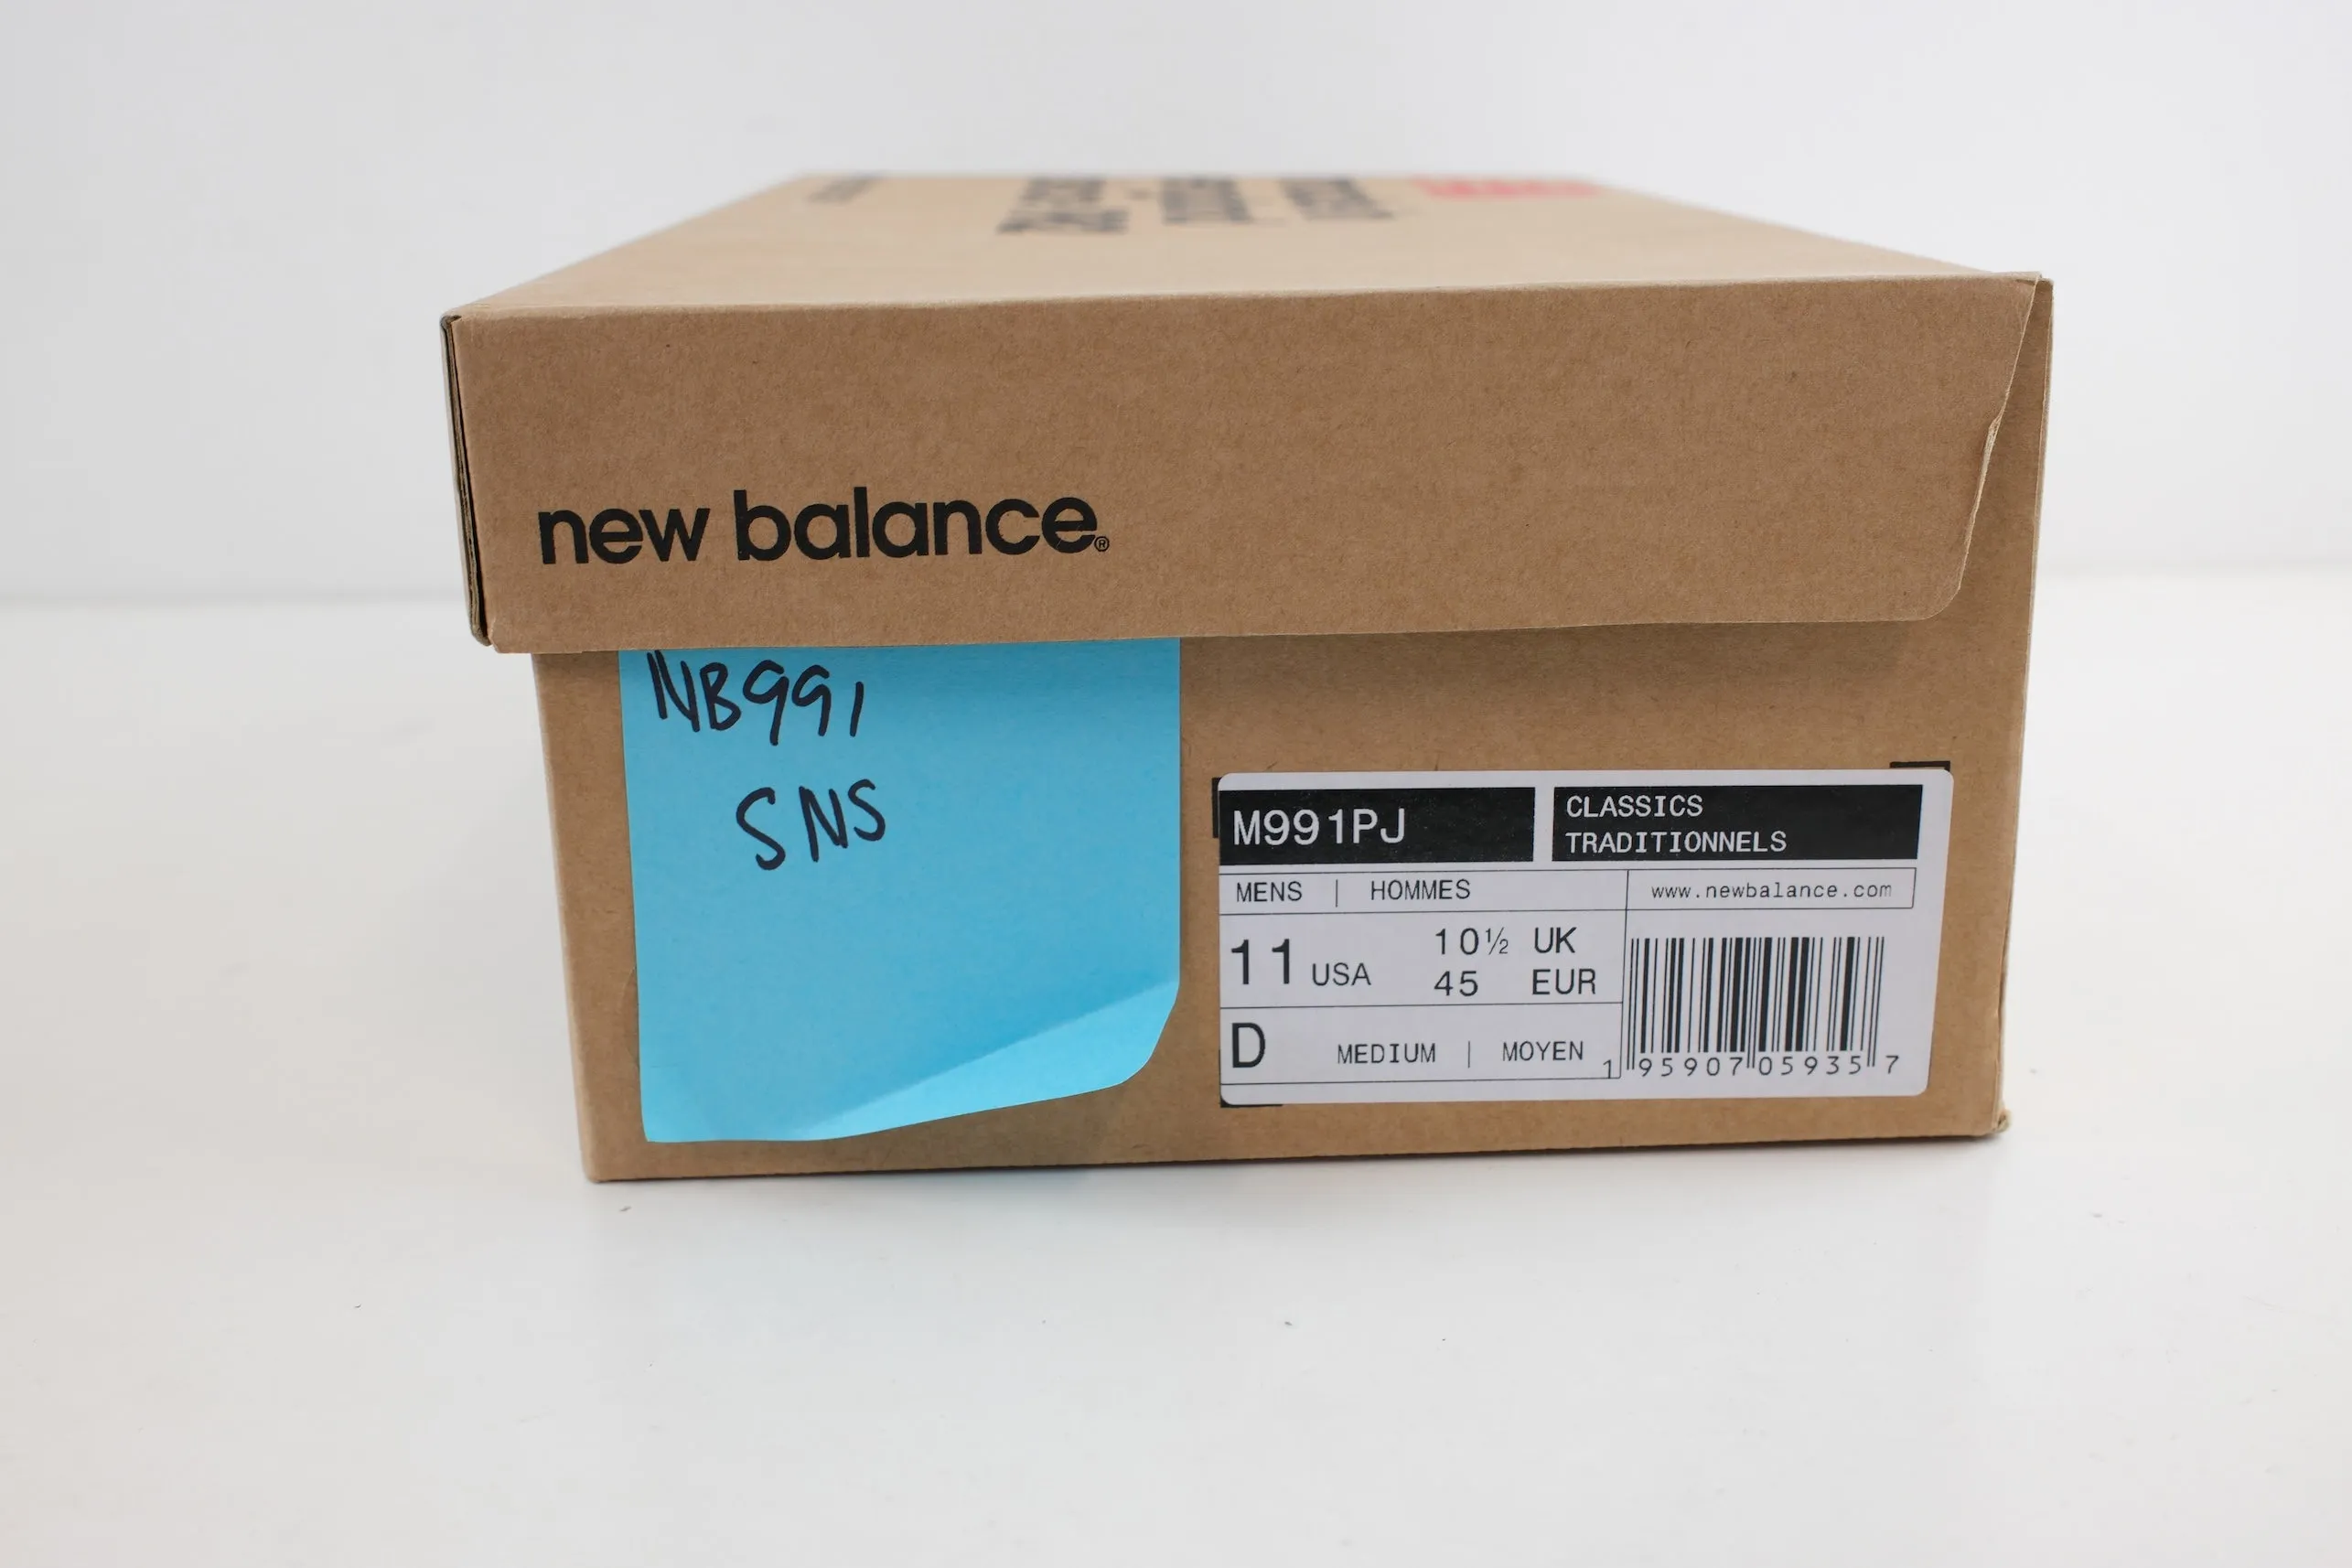 new balance®
NB991
SNS
M991PJ
CLASSICS
TRADITIONNELS
MENS | HOMMES
www.newbalance.com
11 USA
10½ UK
45 EUR
D MEDIUM | MOYEN
1 95907 05935 7